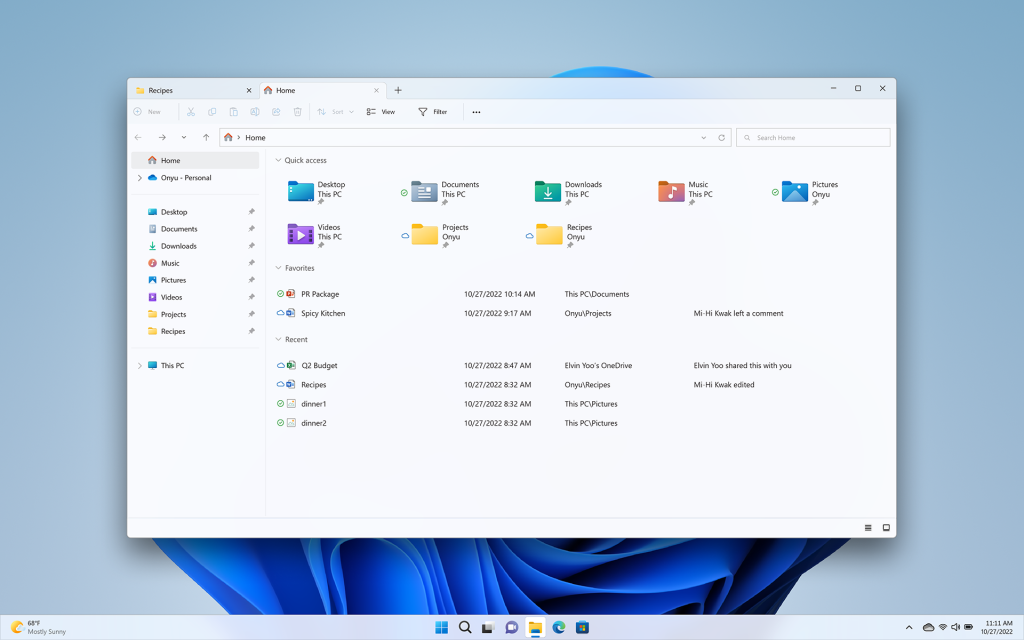 Recipes
Home
New
Sort
View
Filter
Home
Search Home
Home
Onyu - Personal
Desktop
Documents
Downloads
Music
Pictures
Videos
Projects
Recipes
This PC
Quick access
Desktop
This PC
Documents
This PC
Downloads
This PC
Music
This PC
Pictures
Onyu
Videos
This PC
Projects
Onyu
Recipes
Onyu
Favorites
PR Package 10/27/2022 10:14 AM This PC\Documents
Spicy Kitchen 10/27/2022 9:17 AM Onyu\Projects Mi-Hi Kwak left a comment
Recent
Q2 Budget 10/27/2022 8:47 AM Elvin Yoo's OneDrive Elvin Yoo shared this with you
Recipes 10/27/2022 8:32 AM Onyu\Recipes Mi-Hi Kwak edited
dinner1 10/27/2022 8:32 AM This PC\Pictures
dinner2 10/27/2022 8:32 AM This PC\Pictures
68°F
Mostly Sunny
11:11 AM
10/27/2022